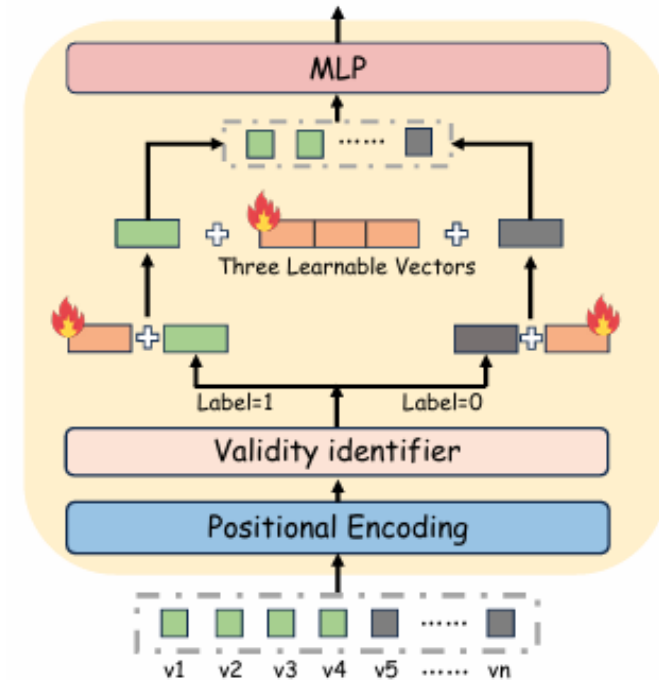 MLP
……
Three Learnable Vectors
Label=1 Label=0
Validity identifier
Positional Encoding
……
v1 v2 v3 v4 v5 …… vn